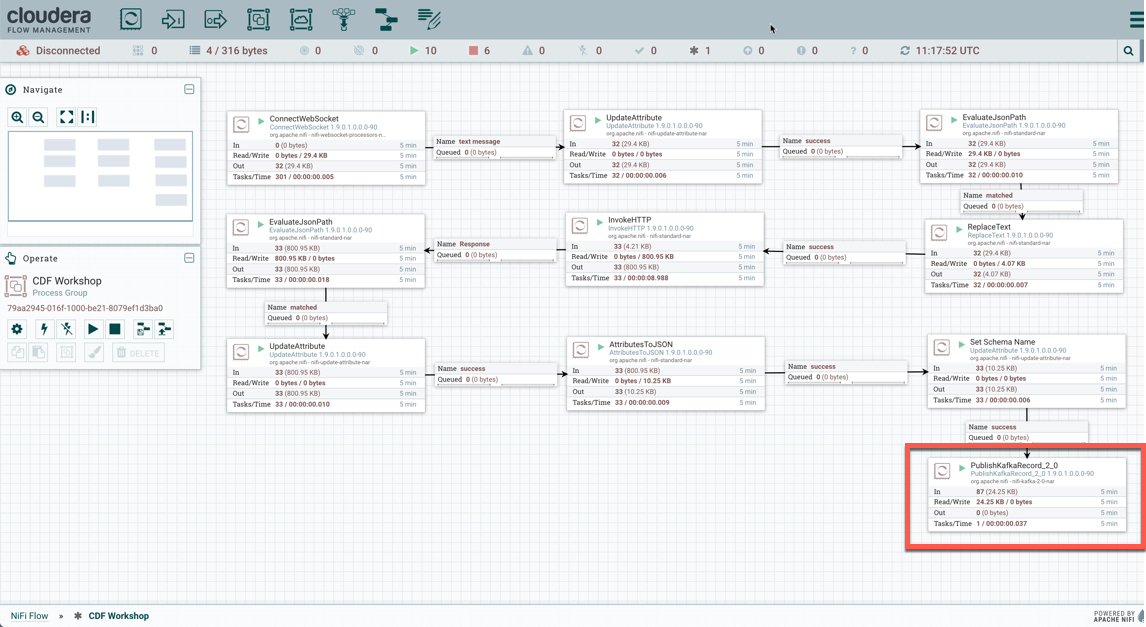 cloudera
FLOW MANAGEMENT
Disconnected 0 4 / 316 bytes 0 0 10 6 0 0 0 1 0 0 0 11:17:52 UTC
Navigate
Operate
CDF Workshop
Process Group
79aa2945-016f-1000-be21-8079ef1d3ba0
DELETE
ConnectWebSocket
ConnectWebSocket 1.9.0.1.0.0.0-90
org.apache.nifi - nifi-websocket-processors-n...
In 0 (0 bytes) 5 min
Read/Write 0 bytes / 29.4 KB 5 min
Out 32 (29.4 KB) 5 min
Tasks/Time 301 / 00:00:00.005 5 min
Name text message
Queued 0 (0 bytes)
UpdateAttribute
UpdateAttribute 1.9.0.1.0.0.0-90
org.apache.nifi - nifi-update-attribute-nar
In 32 (29.4 KB) 5 min
Read/Write 0 bytes / 0 bytes 5 min
Out 32 (29.4 KB) 5 min
Tasks/Time 32 / 00:00:00.006 5 min
Name success
Queued 0 (0 bytes)
EvaluateJsonPath
EvaluateJsonPath 1.9.0.1.0.0.0-90
org.apache.nifi - nifi-standard-nar
In 32 (29.4 KB) 5 min
Read/Write 29.4 KB / 0 bytes 5 min
Out 32 (29.4 KB) 5 min
Tasks/Time 32 / 00:00:00.010 5 min
Name matched
Queued 0 (0 bytes)
ReplaceText
ReplaceText 1.9.0.1.0.0.0-90
org.apache.nifi - nifi-standard-nar
In 32 (29.4 KB) 5 min
Read/Write 0 bytes / 4.07 KB 5 min
Out 32 (4.07 KB) 5 min
Tasks/Time 32 / 00:00:00.007 5 min
Name success
Queued 0 (0 bytes)
InvokeHTTP
InvokeHTTP 1.9.0.1.0.0.0-90
org.apache.nifi - nifi-standard-nar
In 33 (4.21 KB) 5 min
Read/Write 0 bytes / 800.95 KB 5 min
Out 33 (800.95 KB) 5 min
Tasks/Time 33 / 00:00:08.988 5 min
Name Response
Queued 0 (0 bytes)
EvaluateJsonPath
EvaluateJsonPath 1.9.0.1.0.0.0-90
org.apache.nifi - nifi-standard-nar
In 33 (800.95 KB) 5 min
Read/Write 800.95 KB / 0 bytes 5 min
Out 33 (800.95 KB) 5 min
Tasks/Time 33 / 00:00:00.018 5 min
Name matched
Queued 0 (0 bytes)
UpdateAttribute
UpdateAttribute 1.9.0.1.0.0.0-90
org.apache.nifi - nifi-update-attribute-nar
In 33 (800.95 KB) 5 min
Read/Write 0 bytes / 0 bytes 5 min
Out 33 (800.95 KB) 5 min
Tasks/Time 33 / 00:00:00.010 5 min
Name success
Queued 0 (0 bytes)
AttributesToJSON
AttributesToJSON 1.9.0.1.0.0.0-90
org.apache.nifi - nifi-standard-nar
In 33 (800.95 KB) 5 min
Read/Write 0 bytes / 10.25 KB 5 min
Out 33 (10.25 KB) 5 min
Tasks/Time 33 / 00:00:00.009 5 min
Name success
Queued 0 (0 bytes)
Set Schema Name
UpdateAttribute 1.9.0.1.0.0.0-90
org.apache.nifi - nifi-update-attribute-nar
In 33 (10.25 KB) 5 min
Read/Write 0 bytes / 0 bytes 5 min
Out 33 (10.25 KB) 5 min
Tasks/Time 33 / 00:00:00.006 5 min
Name success
Queued 0 (0 bytes)
PublishKafkaRecord_2_0
PublishKafkaRecord_2_0 1.9.0.1.0.0.0-90
org.apache.nifi - nifi-kafka-2-0-nar
In 87 (24.25 KB) 5 min
Read/Write 24.25 KB / 0 bytes 5 min
Out 0 (0 bytes) 5 min
Tasks/Time 1 / 00:00:00.037 5 min
NiFi Flow » CDF Workshop
POWERED BY
APACHE NIFI